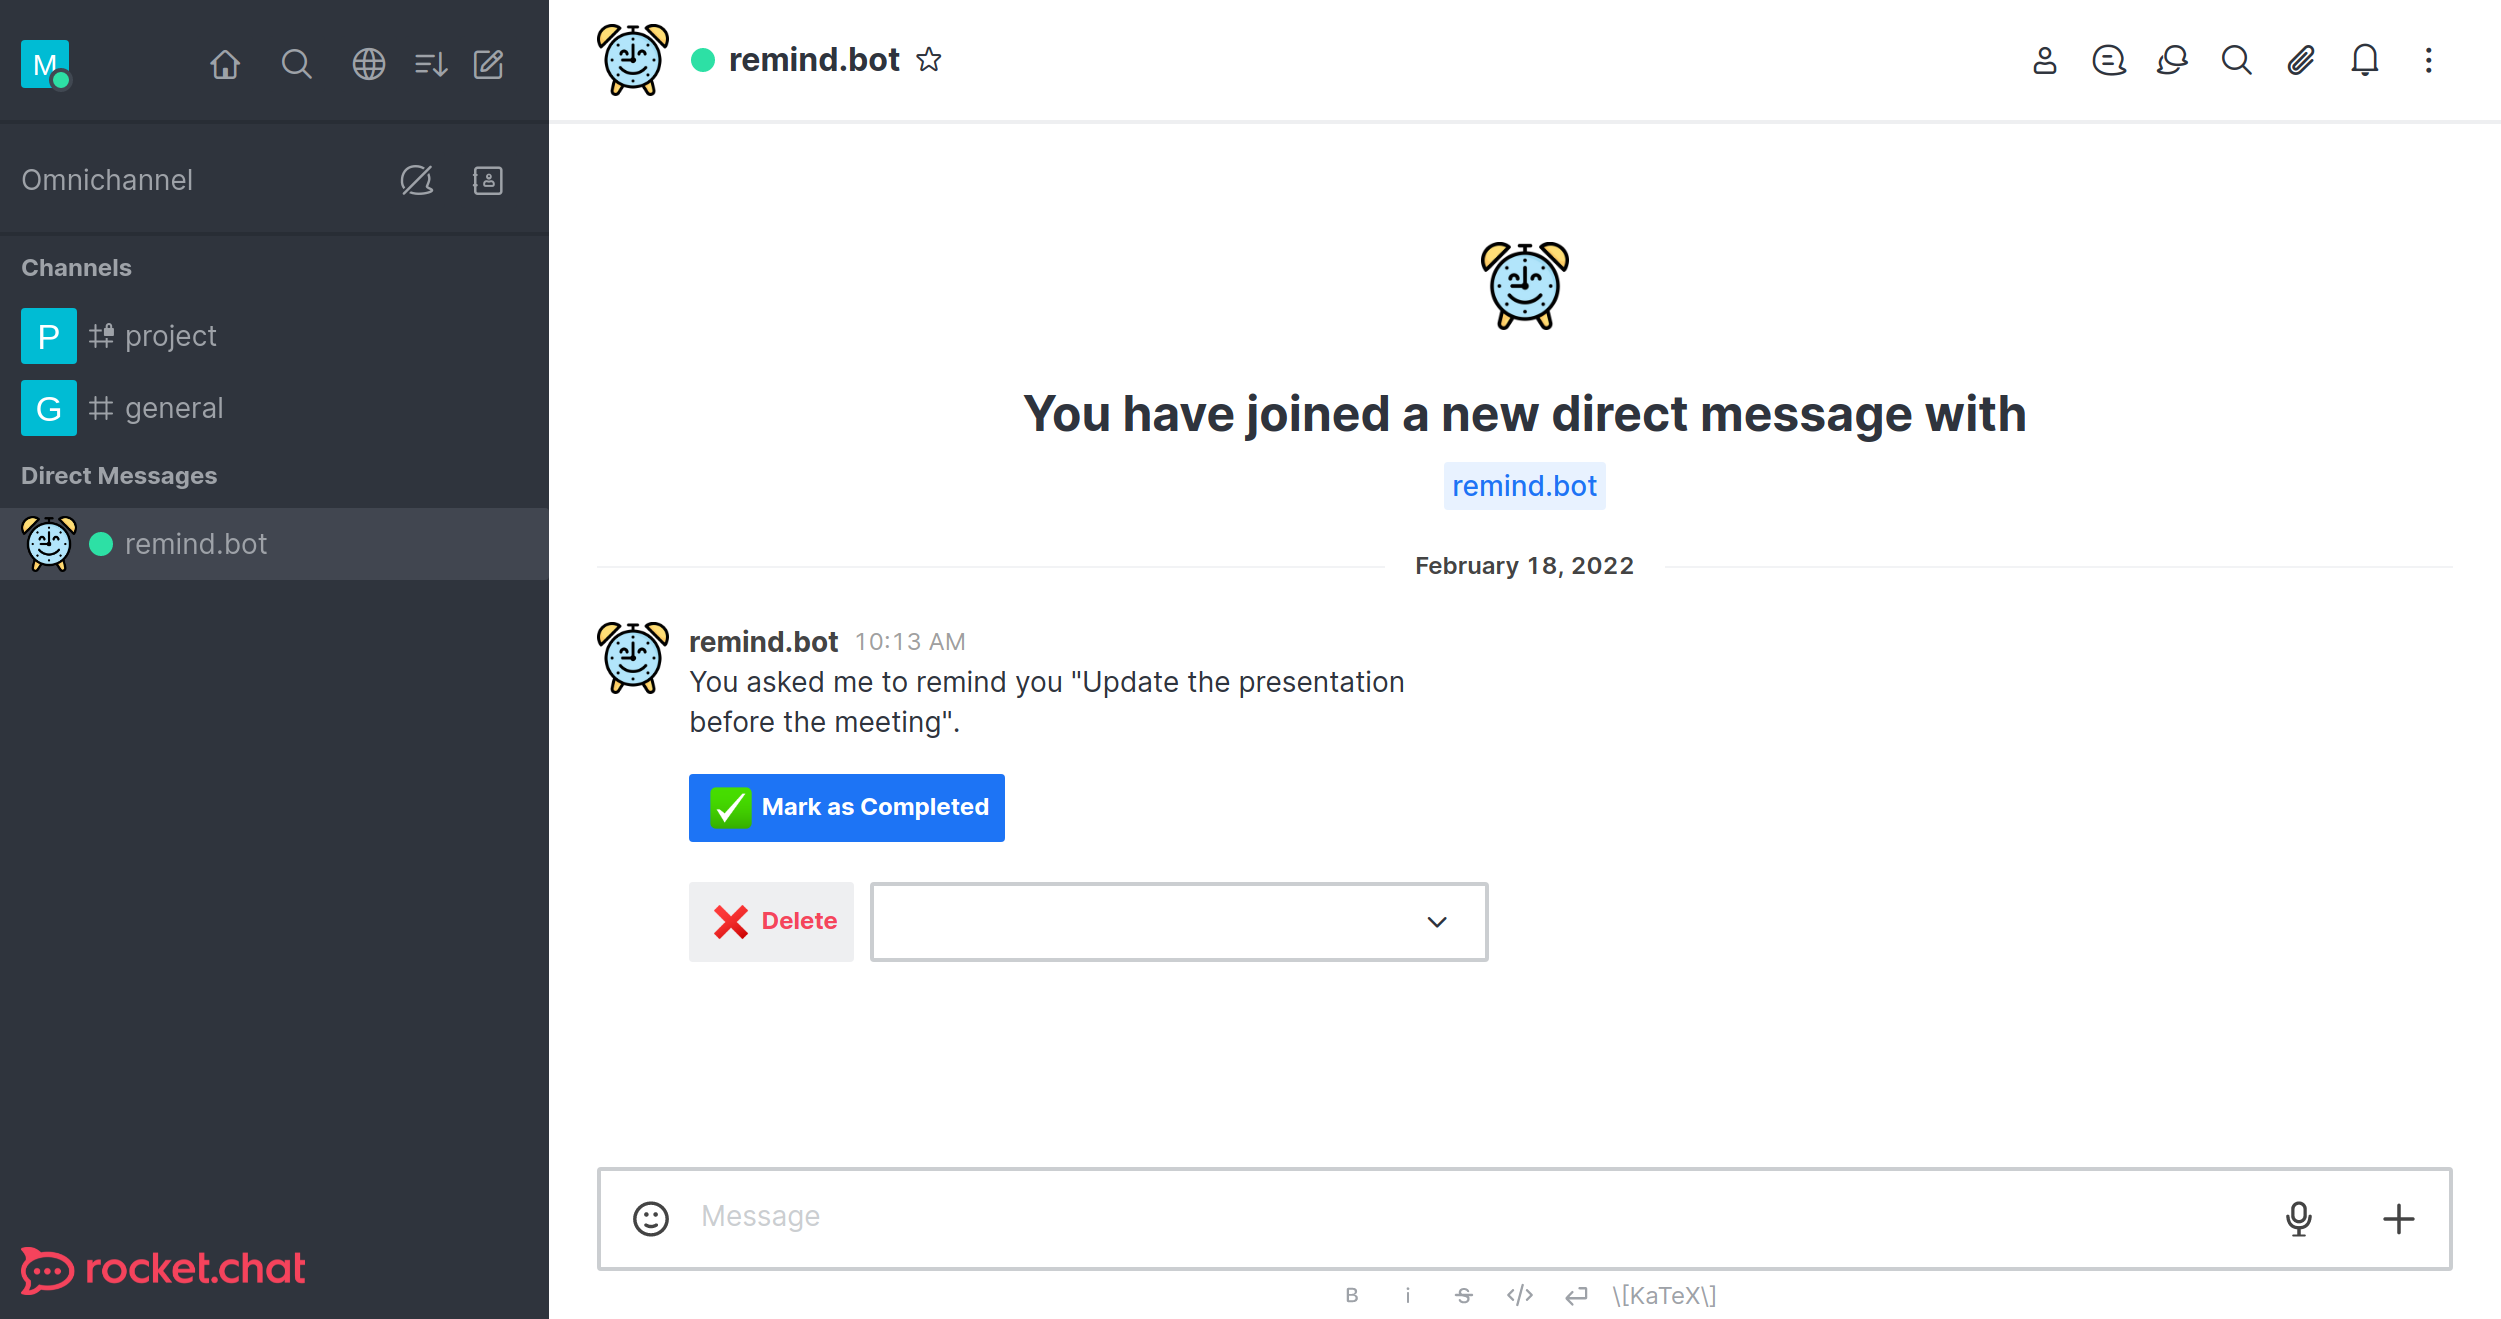 M
Omnichannel
Channels
P project
G general
Direct Messages
remind.bot
rocket.chat
remind.bot
You have joined a new direct message with
remind.bot
February 18, 2022
remind.bot 10:13 AM
You asked me to remind you "Update the presentation
before the meeting".
Mark as Completed
Delete
Message
B i S </> \[KaTeX\]